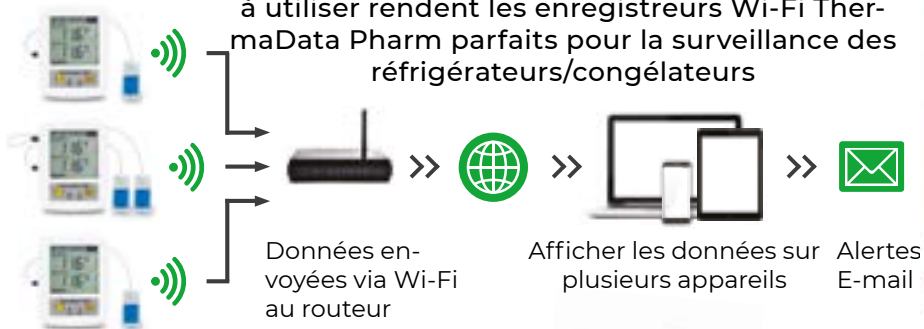 à utiliser rendent les enregistreurs Wi-Fi Ther-
maData Pharm parfaits pour la surveillance des
réfrigérateurs/congélateurs
Données en-
voyées via Wi-Fi
au routeur
Afficher les données sur
plusieurs appareils
Alertes
E-mail